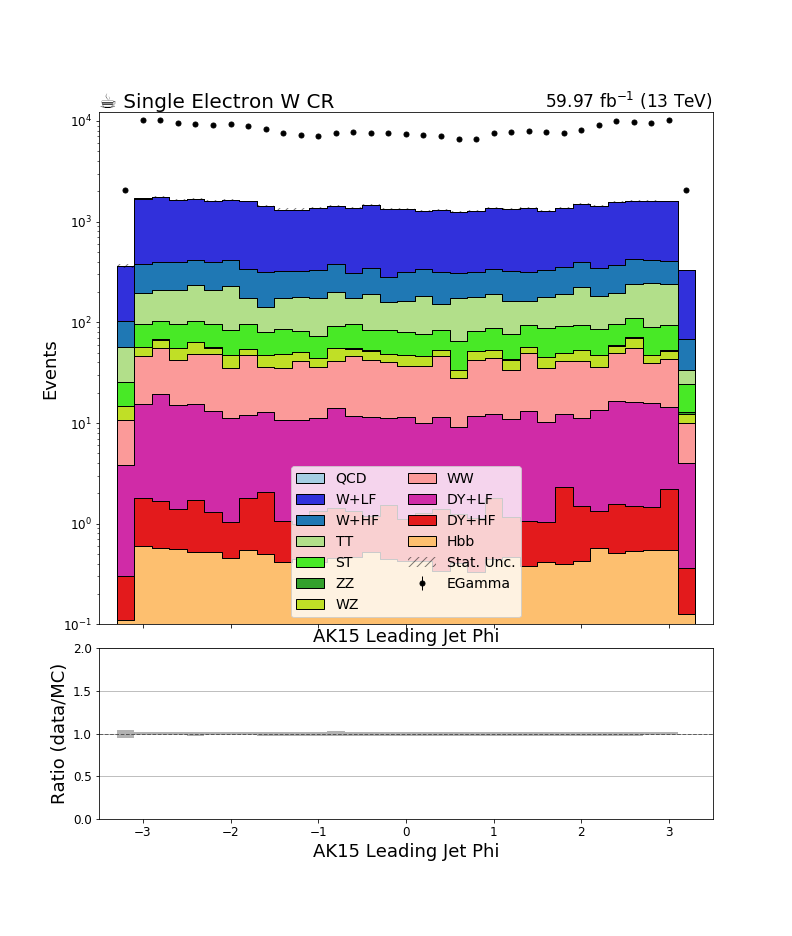 ☕ Single Electron W CR
59.97 fb⁻¹ (13 TeV)
Events
10⁴
10³
10²
10¹
10⁰
10⁻¹
QCD
W+LF
W+HF
TT
ST
ZZ
WZ
WW
DY+LF
DY+HF
Hbb
Stat. Unc.
EGamma
AK15 Leading Jet Phi
Ratio (data/MC)
2.0
1.5
1.0
0.5
0.0
−3 −2 −1 0 1 2 3
AK15 Leading Jet Phi